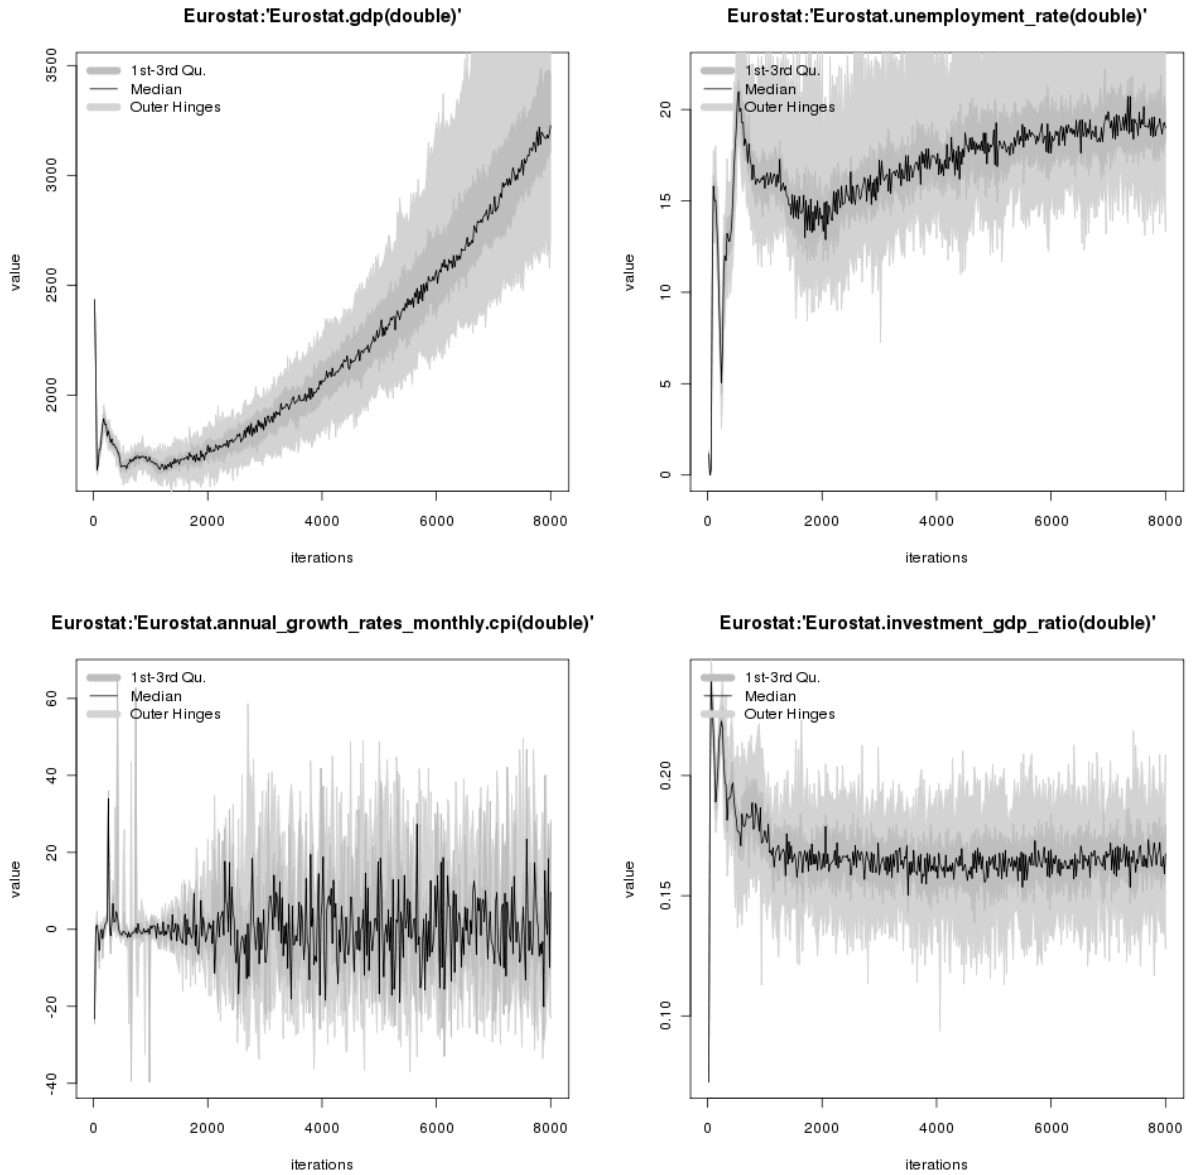 Eurostat:'Eurostat.gdp(double)'
3500
3000
2500
2000
value
1st-3rd Qu.
Median
Outer Hinges
0 2000 4000 6000 8000
iterations
Eurostat:'Eurostat.unemployment_rate(double)'
20
15
10
5
0
value
1st-3rd Qu.
Median
Outer Hinges
0 2000 4000 6000 8000
iterations
Eurostat:'Eurostat.annual_growth_rates_monthly.cpi(double)'
60
40
20
0
-20
-40
value
1st-3rd Qu.
Median
Outer Hinges
0 2000 4000 6000 8000
iterations
Eurostat:'Eurostat.investment_gdp_ratio(double)'
0.20
0.15
0.10
value
1st-3rd Qu.
Median
Outer Hinges
0 2000 4000 6000 8000
iterations